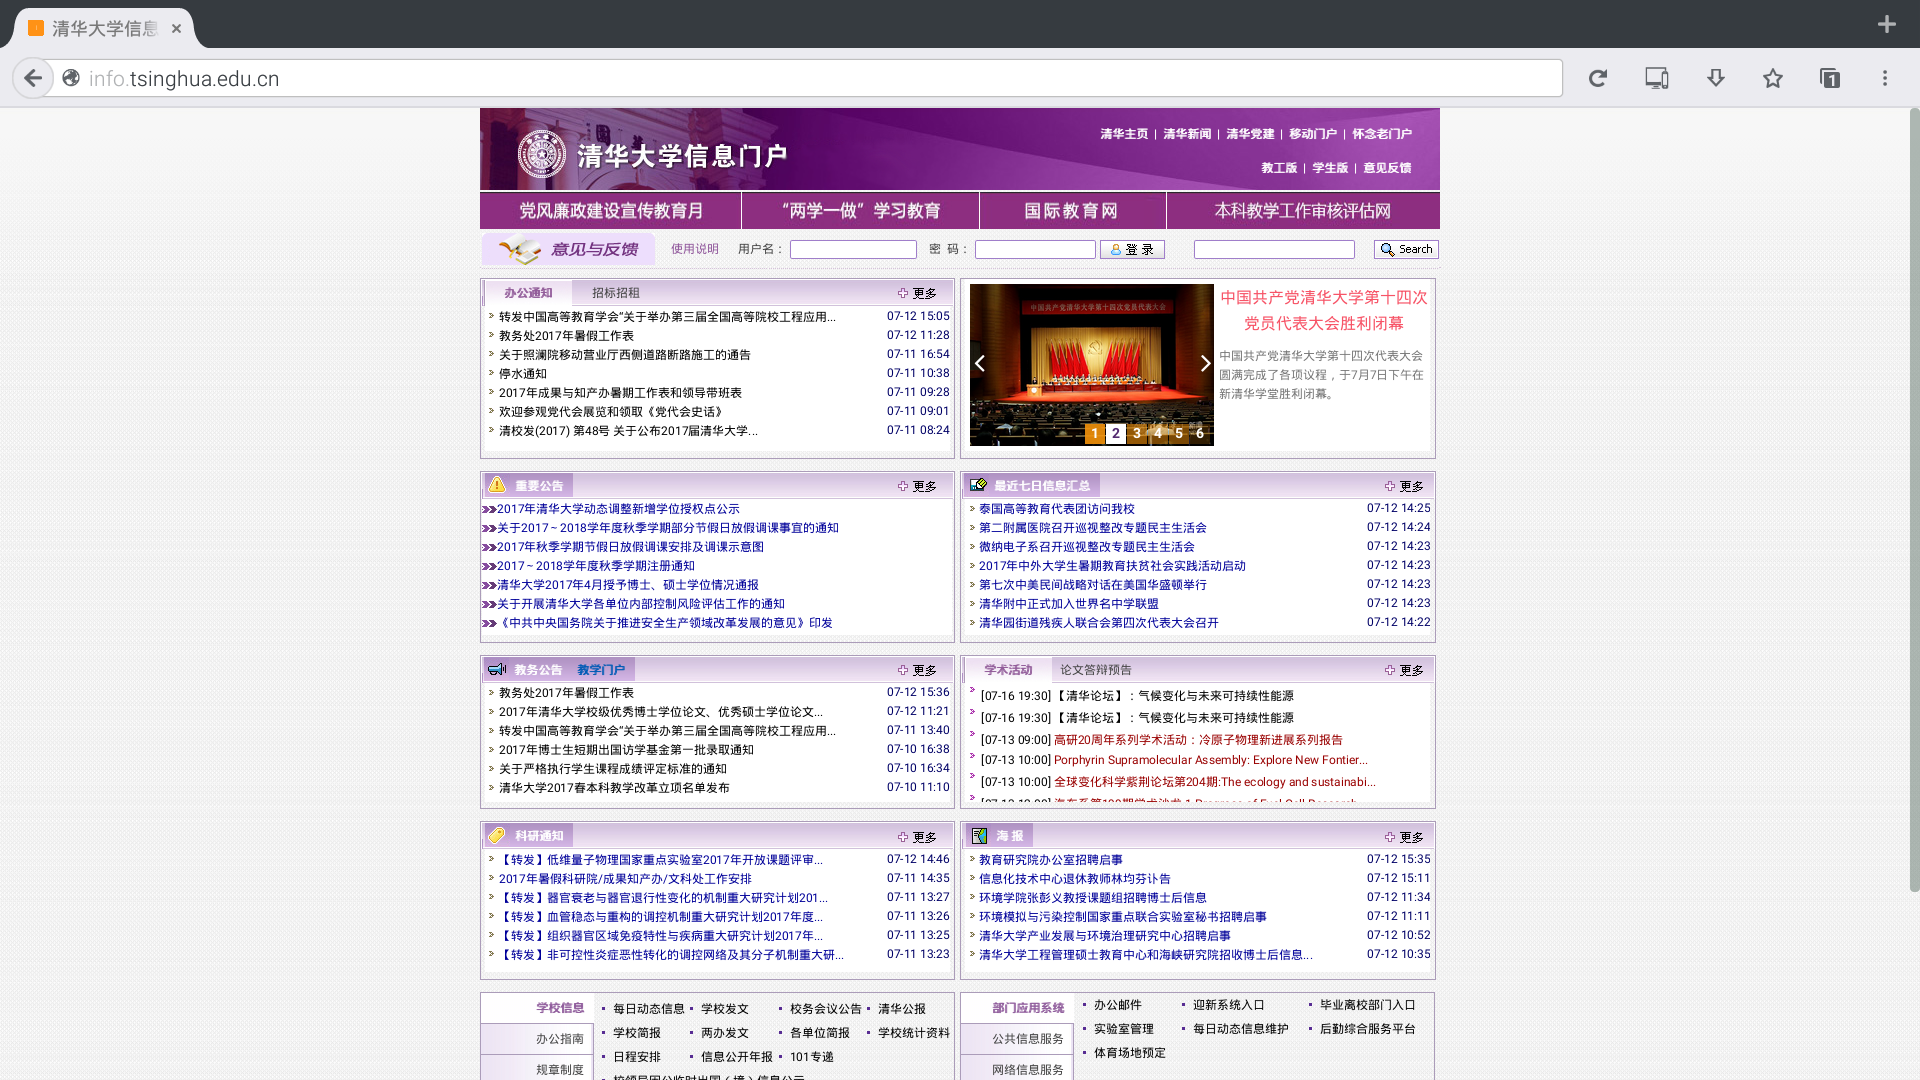 清华大学信息
info.tsinghua.edu.cn
1
清华大学信息门户
清华主页 | 清华新闻 | 清华党建 | 移动门户 | 怀念老门户
教工版 | 学生版 | 意见反馈
党风廉政建设宣传教育月
“两学一做”学习教育
国际教育网
本科教学工作审核评估网
意见与反馈
使用说明
用户名：
密 码：
登 录
Search
办公通知
招标招租
更多
转发中国高等教育学会“关于举办第三届全国高等院校工程应用... 07-12 15:05
教务处2017年暑假工作表 07-12 11:28
关于照澜院移动营业厅西侧道路断路施工的通告 07-11 16:54
停水通知 07-11 10:38
2017年成果与知产办暑期工作表和领导带班表 07-11 09:28
欢迎参观党代会展览和领取《党代会史话》 07-11 09:01
清校发(2017) 第48号 关于公布2017届清华大学... 07-11 08:24
中国共产党清华大学第十四次党员代表大会
1 2 3 4 5 6
中国共产党清华大学第十四次
党员代表大会胜利闭幕
中国共产党清华大学第十四次代表大会
圆满完成了各项议程，于7月7日下午在
新清华学堂胜利闭幕。
重要公告
更多
2017年清华大学动态调整新增学位授权点公示
关于2017～2018学年度秋季学期部分节假日放假调课事宜的通知
2017年秋季学期节假日放假调课安排及调课示意图
2017～2018学年度秋季学期注册通知
清华大学2017年4月授予博士、硕士学位情况通报
关于开展清华大学各单位内部控制风险评估工作的通知
《中共中央国务院关于推进安全生产领域改革发展的意见》印发
最近七日信息汇总
更多
泰国高等教育代表团访问我校 07-12 14:25
第二附属医院召开巡视整改专题民主生活会 07-12 14:24
微纳电子系召开巡视整改专题民主生活会 07-12 14:23
2017年中外大学生暑期教育扶贫社会实践活动启动 07-12 14:23
第七次中美民间战略对话在美国华盛顿举行 07-12 14:23
清华附中正式加入世界名中学联盟 07-12 14:23
清华园街道残疾人联合会第四次代表大会召开 07-12 14:22
教务公告
教学门户
更多
教务处2017年暑假工作表 07-12 15:36
2017年清华大学校级优秀博士学位论文、优秀硕士学位论文... 07-12 11:21
转发中国高等教育学会“关于举办第三届全国高等院校工程应用... 07-11 13:40
2017年博士生短期出国访学基金第一批录取通知 07-10 16:38
关于严格执行学生课程成绩评定标准的通知 07-10 16:34
清华大学2017春本科教学改革立项名单发布 07-10 11:10
学术活动
论文答辩预告
更多
[07-16 19:30]【清华论坛】：气候变化与未来可持续性能源
[07-16 19:30]【清华论坛】：气候变化与未来可持续性能源
[07-13 09:00] 高研20周年系列学术活动：冷原子物理新进展系列报告
[07-13 10:00] Porphyrin Supramolecular Assembly: Explore New Frontier...
[07-13 10:00] 全球变化科学紫荆论坛第204期:The ecology and sustainabi...
科研通知
更多
【转发】低维量子物理国家重点实验室2017年开放课题评审... 07-12 14:46
2017年暑假科研院/成果知产办/文科处工作安排 07-11 14:35
【转发】器官衰老与器官退行性变化的机制重大研究计划201... 07-11 13:27
【转发】血管稳态与重构的调控机制重大研究计划2017年度... 07-11 13:26
【转发】组织器官区域免疫特性与疾病重大研究计划2017年... 07-11 13:25
【转发】非可控性炎症恶性转化的调控网络及其分子机制重大研... 07-11 13:23
海 报
更多
教育研究院办公室招聘启事 07-12 15:35
信息化技术中心退休教师林均芬讣告 07-12 15:11
环境学院张彭义教授课题组招聘博士后信息 07-12 11:34
环境模拟与污染控制国家重点联合实验室秘书招聘启事 07-12 11:11
清华大学产业发展与环境治理研究中心招聘启事 07-12 10:52
清华大学工程管理硕士教育中心和海峡研究院招收博士后信息... 07-12 10:35
学校信息
办公指南
规章制度
每日动态信息 学校发文 校务会议公告 清华公报
学校简报 两办发文 各单位简报 学校统计资料
日程安排 信息公开年报 101专递
校领导因公临时出国（境）信息公示
部门应用系统
公共信息服务
网络信息服务
办公邮件 迎新系统入口 毕业离校部门入口
实验室管理 每日动态信息维护 后勤综合服务平台
体育场地预定